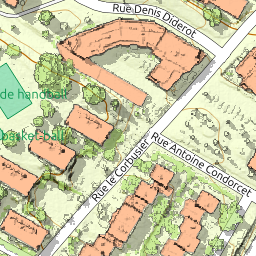 Rue Denis Diderot
de handball
basket-ball
Rue le Corbusier
Rue Antoine Condorcet